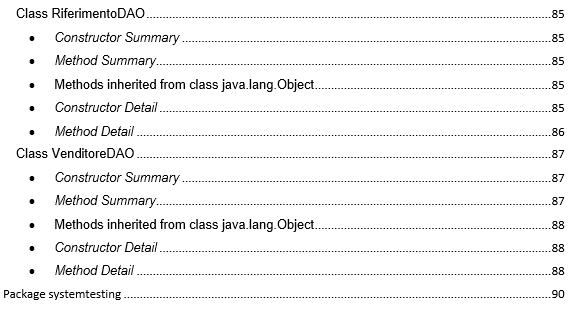 Class RiferimentoDAO 85
• Constructor Summary 85
• Method Summary 85
• Methods inherited from class java.lang.Object 85
• Constructor Detail 85
• Method Detail 86
Class VenditoreDAO 87
• Constructor Summary 87
• Method Summary 87
• Methods inherited from class java.lang.Object 88
• Constructor Detail 88
• Method Detail 88
Package systemtesting 90